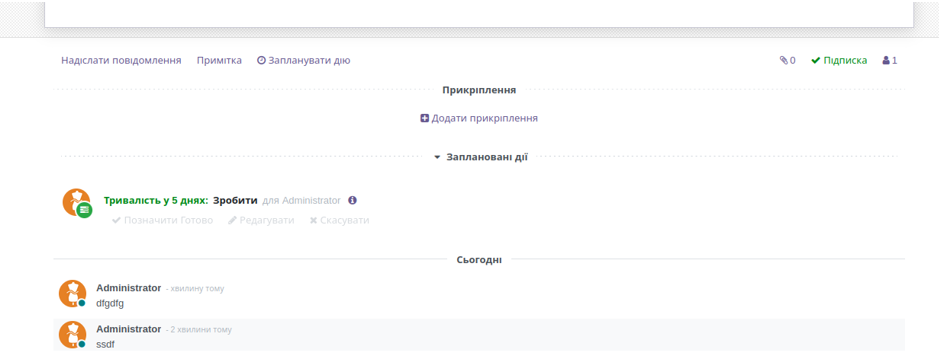 Надіслати повідомлення Примітка Запланувати дію 0 Підписка 1
Прикріплення
Додати прикріплення
Заплановані дії
Тривалість у 5 днях: Зробити для Administrator
Позначити Готово Редагувати Скасувати
Сьогодні
Administrator - хвилину тому
dfgdfg
Administrator - 2 хвилини тому
ssdf